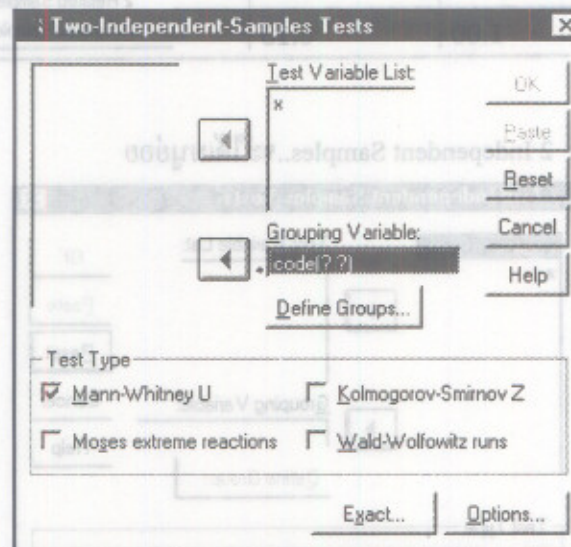 Two-Independent-Samples Tests
Test Variable List:
x
OK
Paste
Reset
Grouping Variable:
code(? ?)
Cancel
Help
Define Groups...
Test Type
Mann-Whitney U
Kolmogorov-Smirnov Z
Moses extreme reactions
Wald-Wolfowitz runs
Exact...
Options...